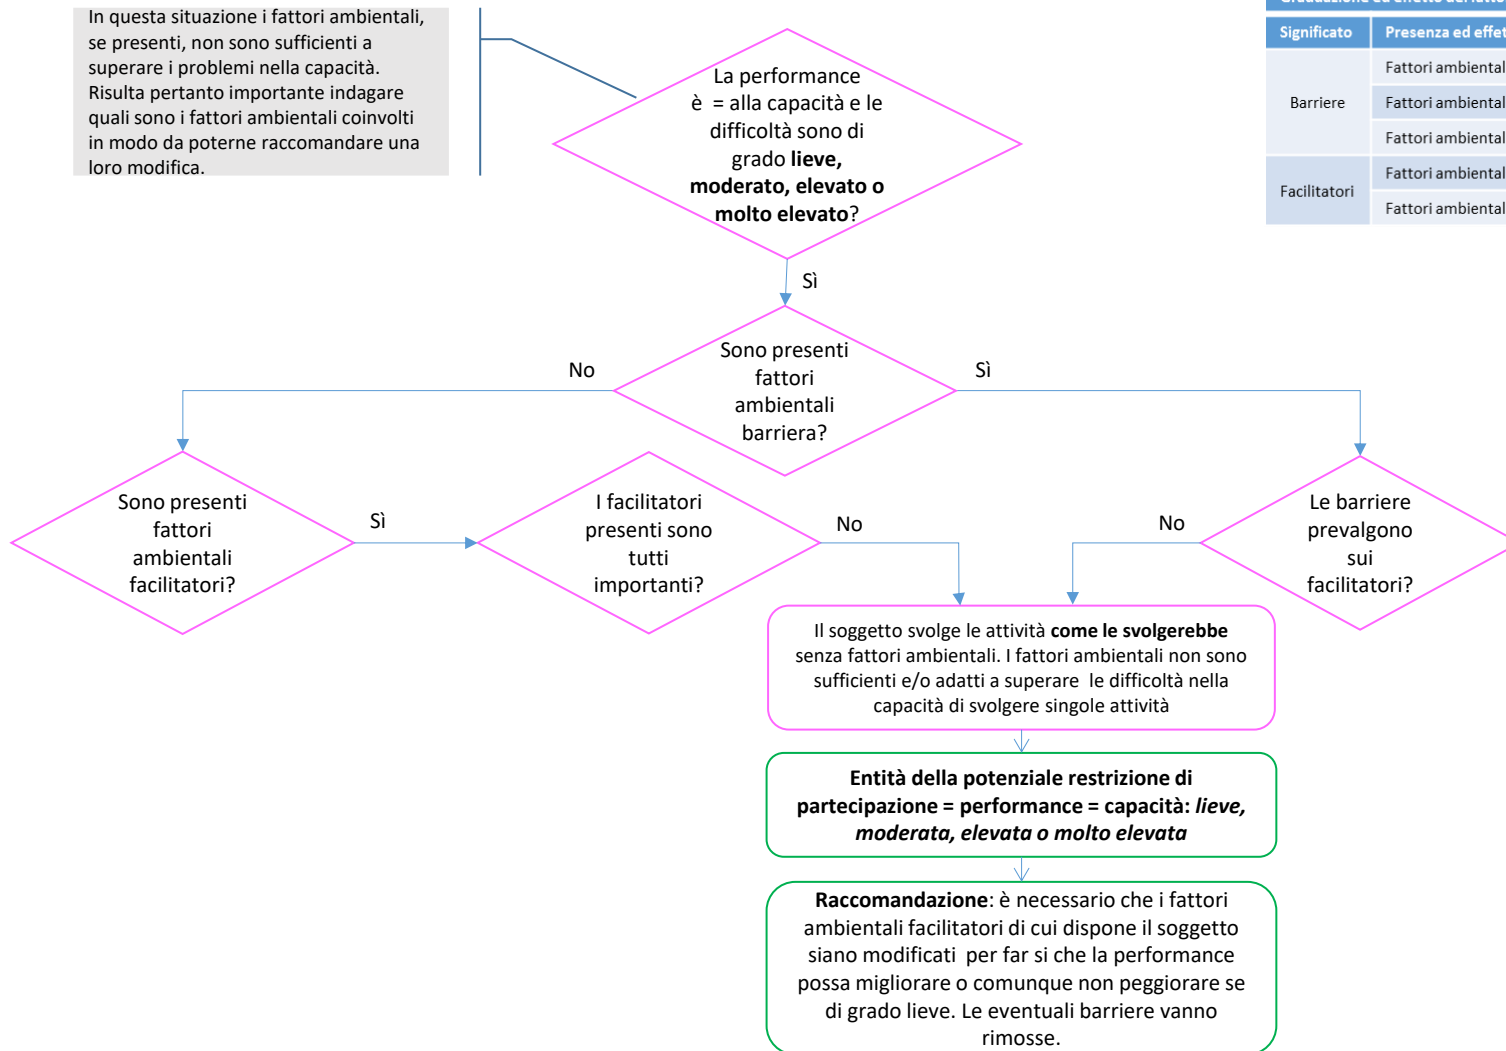 In questa situazione i fattori ambientali,
se presenti, non sono sufficienti a
superare i problemi nella capacità.
Risulta pertanto importante indagare
quali sono i fattori ambientali coinvolti
in modo da poterne raccomandare una
loro modifica.
La performance
è = alla capacità e le
difficoltà sono di
grado lieve,
moderato, elevato o
molto elevato?
Significato
Presenza ed effet
Barriere
Fattori ambiental
Fattori ambiental
Fattori ambiental
Facilitatori
Fattori ambiental
Fattori ambiental
Sì
Sono presenti
fattori
ambientali
barriera?
No
Sì
Sono presenti
fattori
ambientali
facilitatori?
Sì
I facilitatori
presenti sono
tutti
importanti?
No
No
Le barriere
prevalgono
sui
facilitatori?
Il soggetto svolge le attività come le svolgerebbe
senza fattori ambientali. I fattori ambientali non sono
sufficienti e/o adatti a superare le difficoltà nella
capacità di svolgere singole attività
Entità della potenziale restrizione di
partecipazione = performance = capacità: lieve,
moderata, elevata o molto elevata
Raccomandazione: è necessario che i fattori
ambientali facilitatori di cui dispone il soggetto
siano modificati per far si che la performance
possa migliorare o comunque non peggiorare se
di grado lieve. Le eventuali barriere vanno
rimosse.